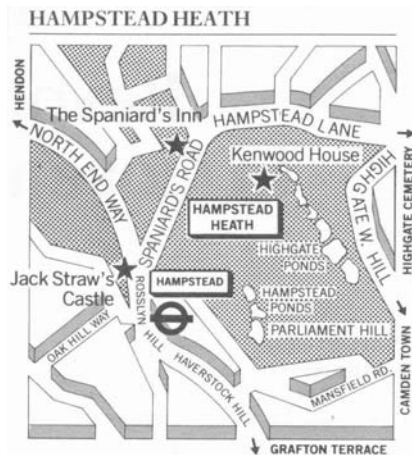 HAMPSTEAD HEATH
HENDON
The Spaniard's Inn
HAMPSTEAD LANE
NORTH END WAY
SPANIARD'S ROAD
Kenwood House
HIGHGATE W. HILL
HIGHGATE CEMETERY
HAMPSTEAD
HEATH
HIGHGATE
PONDS
Jack Straw's
Castle
HAMPSTEAD
ROSSLYN
HILL
HAMPSTEAD
PONDS
PARLIAMENT HILL
OAK HILL WAY
HAVERSTOCK HILL
MANSFIELD RD.
CAMDEN TOWN
GRAFTON TERRACE